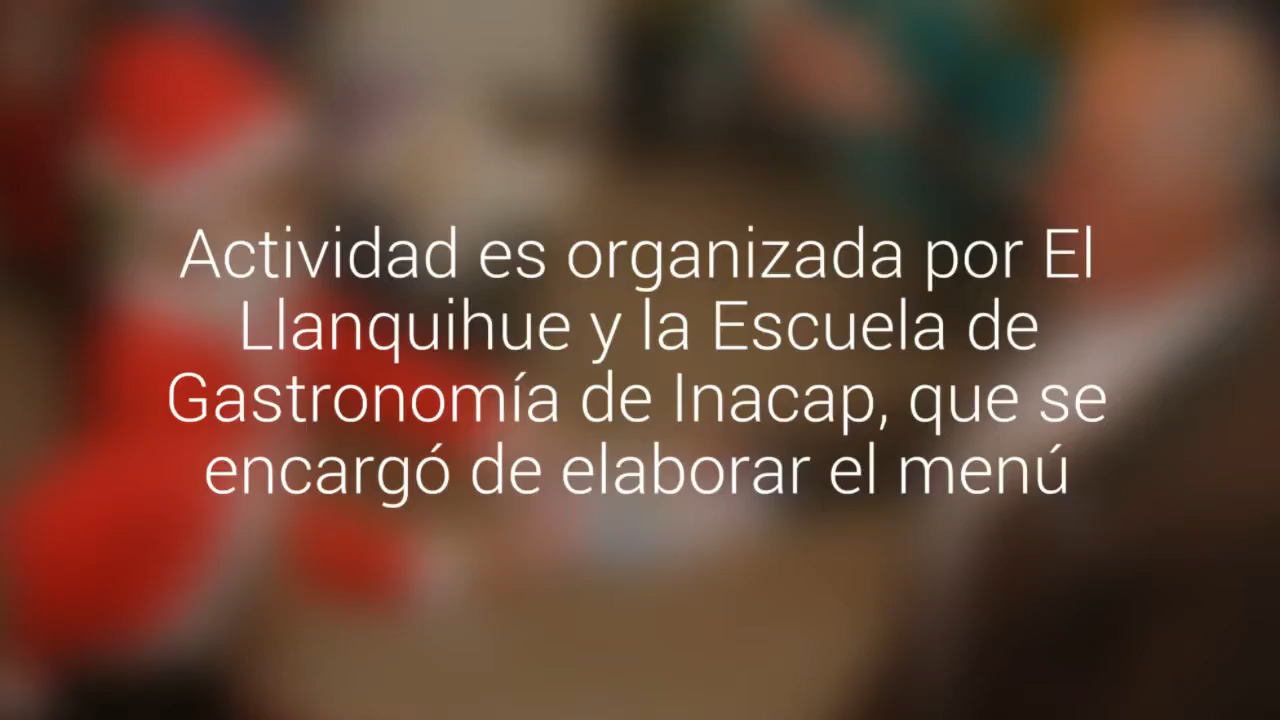 Actividad es organizada por El
Llanquihue y la Escuela de
Gastronomía de Inacap, que se
encargó de elaborar el menú